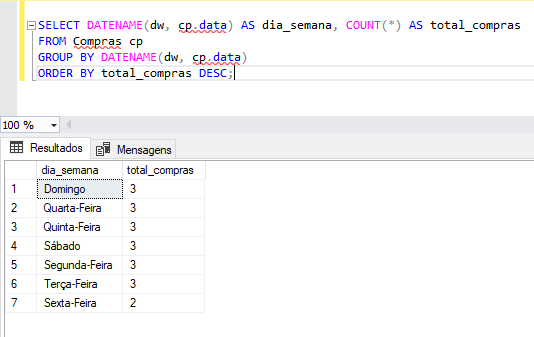 SELECT DATENAME(dw, cp.data) AS dia_semana, COUNT(*) AS total_compras
FROM Compras cp
GROUP BY DATENAME(dw, cp.data)
ORDER BY total_compras DESC;
100 %
Resultados Mensagens
dia_semana total_compras
1 Domingo 3
2 Quarta-Feira 3
3 Quinta-Feira 3
4 Sábado 3
5 Segunda-Feira 3
6 Terça-Feira 3
7 Sexta-Feira 2